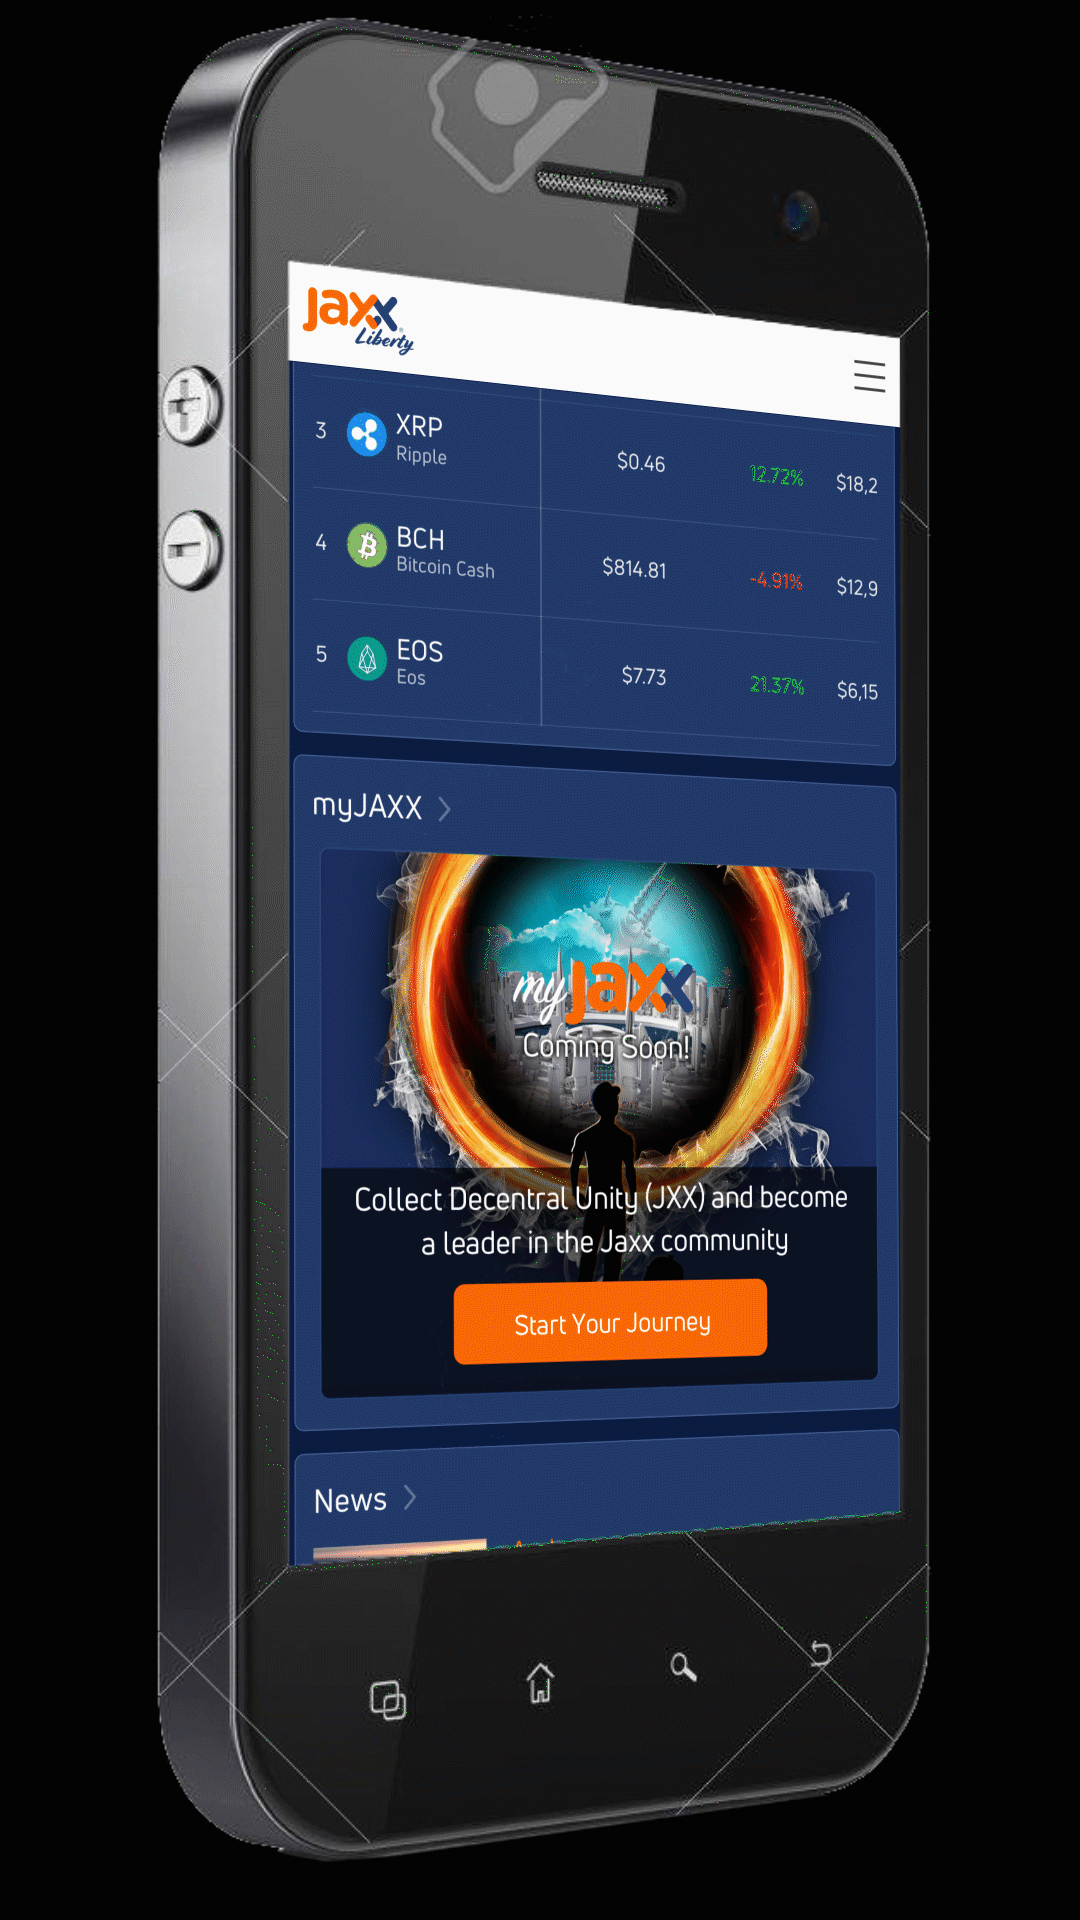 Jaxx
Liberty
3 XRP $0.46 12.72% $18,2
Ripple
4 BCH $814.81 -4.91% $12,9
Bitcoin Cash
5 EOS $7.73 21.37% $6,15
Eos
myJAXX
my jaxx
Coming Soon!
Collect Decentral Unity (JXX) and become
a leader in the Jaxx community
Start Your Journey
News